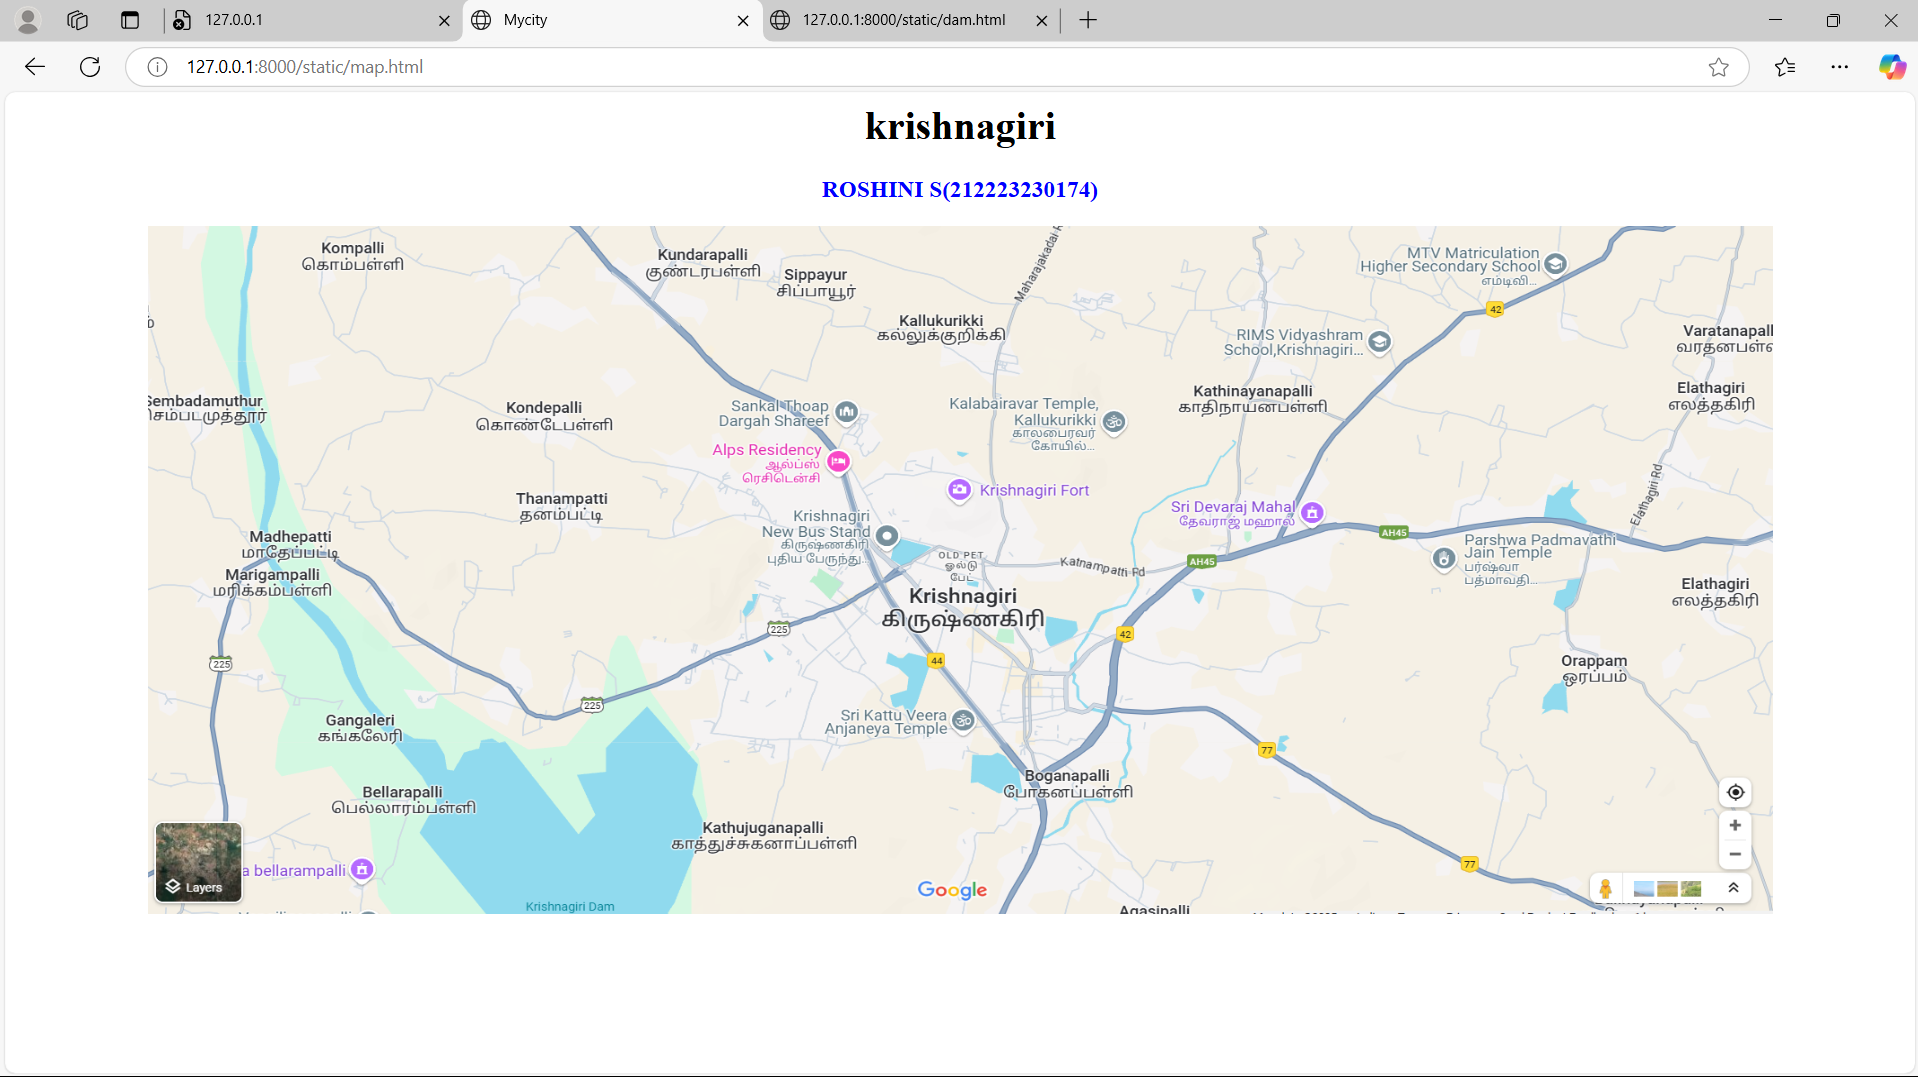 127.0.0.1
Mycity
127.0.0.1:8000/static/dam.html
127.0.0.1:8000/static/map.html
krishnagiri
ROSHINI S(212223230174)
Kompalli
கொம்பள்ளி
Kundarapalli
குண்டரபள்ளி
Sippayur
சிப்பாயூர்
Maharajakadai R
MTV Matriculation
Higher Secondary School
எம்டிவி...
42
Kallukurikki
கல்லுக்குறிக்கி
RIMS Vidyashram
School,Krishnagiri...
Varatanapall
வரதனபள்
Sembadamuthur
செம்படமுத்தூர்
Kondepalli
கொண்டேபள்ளி
Sankal Thoap
Dargah Shareef
Kalabairavar Temple,
Kallukurikki
காலபைரவர்
கோயில்...
Kathinayanapalli
காதிநாயனபள்ளி
Elathagiri
எலத்தகிரி
Alps Residency
ஆல்ப்ஸ்
ரெசிடென்சி
Krishnagiri Fort
Thanampatti
தனம்பட்டி
Krishnagiri
New Bus Stand
கிருஷ்ணகிரி
புதிய பேருந்து...
Sri Devaraj Mahal
தேவராஜ் மஹால்
Elathagiri Rd
AH45
Parshwa Padmavathi
Jain Temple
பர்ஷ்வா
பத்மாவதி...
Madhepatti
மாதேப்பட்டி
Marigampalli
மரிக்கம்பள்ளி
OLD PET
ஓல்டு
பேட்
Katnampatti Rd
AH45
Krishnagiri
கிருஷ்ணகிரி
Elathagiri
எலத்தகிரி
225
42
225
44
Orappam
ஒரப்பம்
225
Gangaleri
கங்கலேரி
Sri Kattu Veera
Anjaneya Temple
77
Boganapalli
போகனப்பள்ளி
Bellarapalli
பெல்லாரம்பள்ளி
Kathujuganapalli
காத்துச்சுகனாப்பள்ளி
77
a bellarampalli
Layers
Google
Krishnagiri Dam
Agasipalli